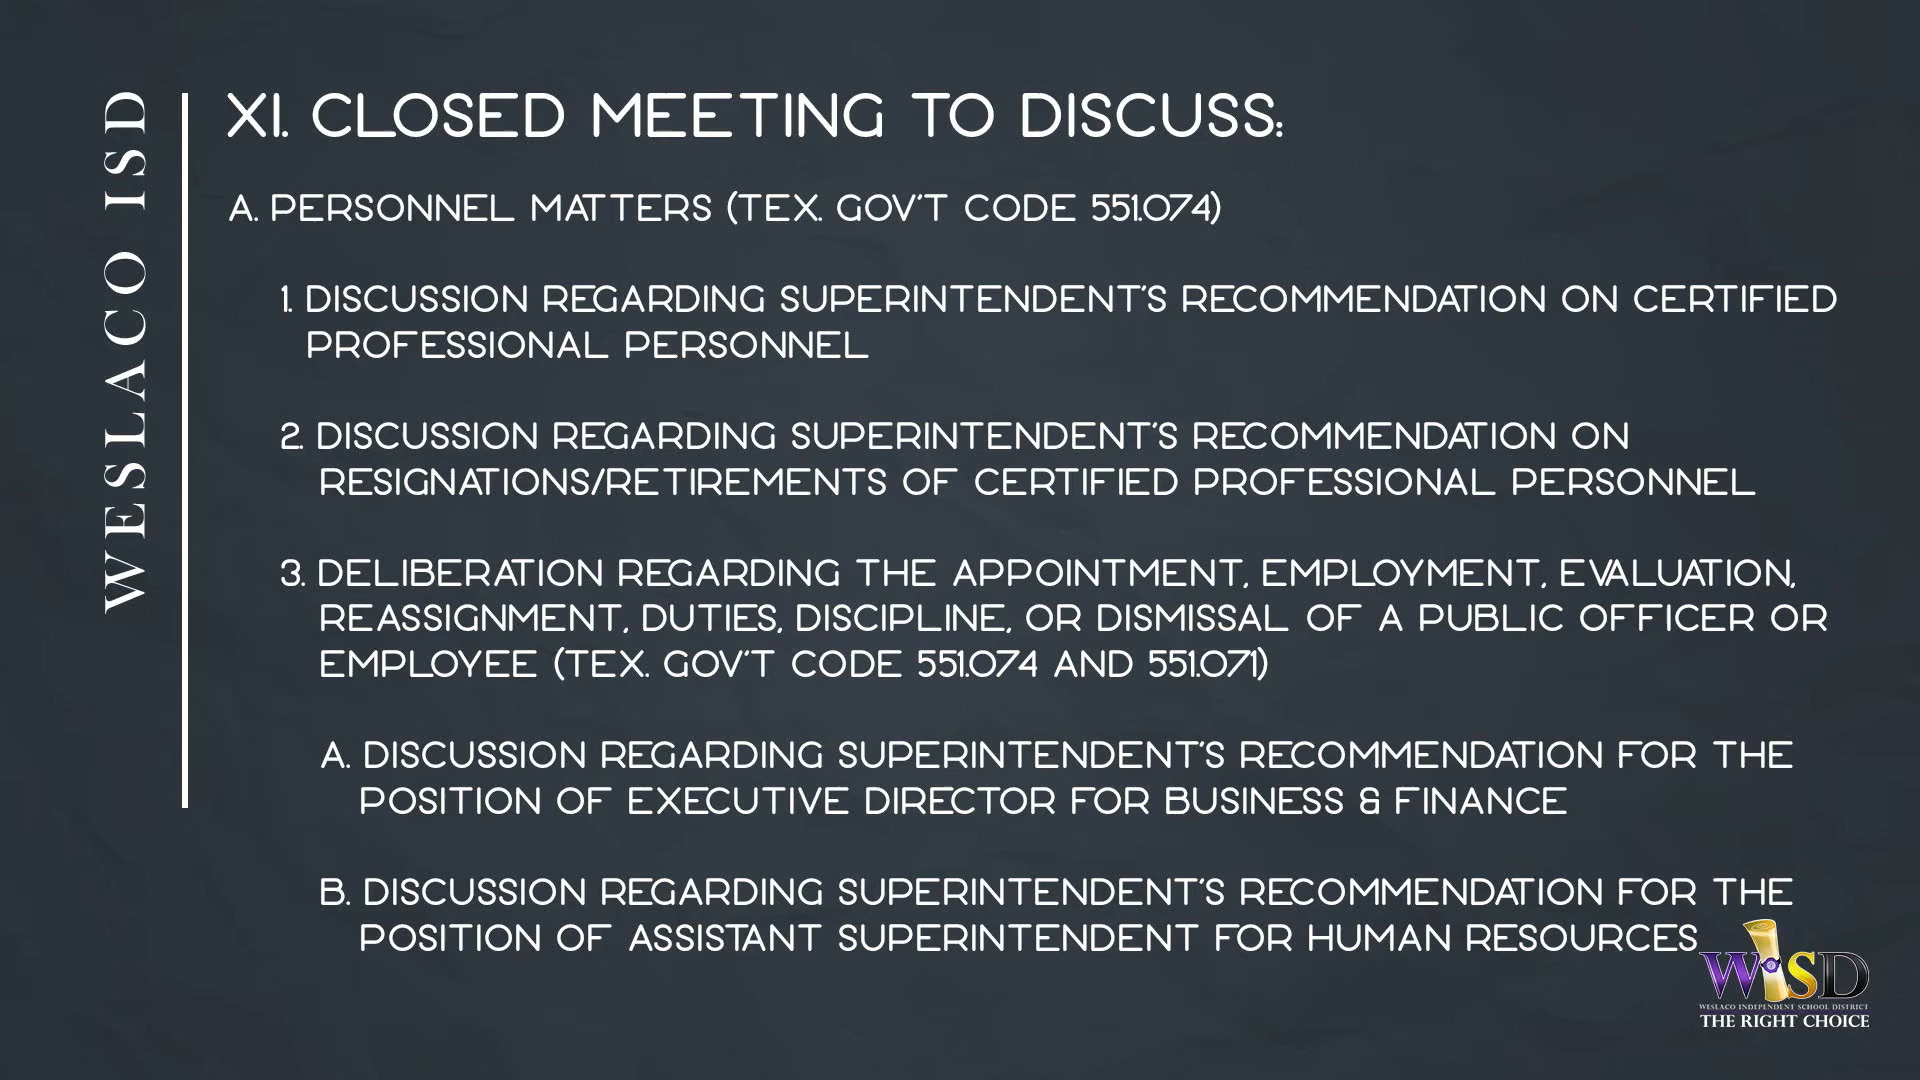 WESLACO ISD
XI. CLOSED MEETING TO DISCUSS:
A. PERSONNEL MATTERS (TEX. GOV'T CODE 551.074)
1. DISCUSSION REGARDING SUPERINTENDENT'S RECOMMENDATION ON CERTIFIED
PROFESSIONAL PERSONNEL
2. DISCUSSION REGARDING SUPERINTENDENT'S RECOMMENDATION ON
RESIGNATIONS/RETIREMENTS OF CERTIFIED PROFESSIONAL PERSONNEL
3. DELIBERATION REGARDING THE APPOINTMENT, EMPLOYMENT, EVALUATION,
REASSIGNMENT, DUTIES, DISCIPLINE, OR DISMISSAL OF A PUBLIC OFFICER OR
EMPLOYEE (TEX. GOV'T CODE 551.074 AND 551.071)
A. DISCUSSION REGARDING SUPERINTENDENT'S RECOMMENDATION FOR THE
POSITION OF EXECUTIVE DIRECTOR FOR BUSINESS & FINANCE
B. DISCUSSION REGARDING SUPERINTENDENT'S RECOMMENDATION FOR THE
POSITION OF ASSISTANT SUPERINTENDENT FOR HUMAN RESOURCES
WISD
WESLACO INDEPENDENT SCHOOL DISTRICT
THE RIGHT CHOICE